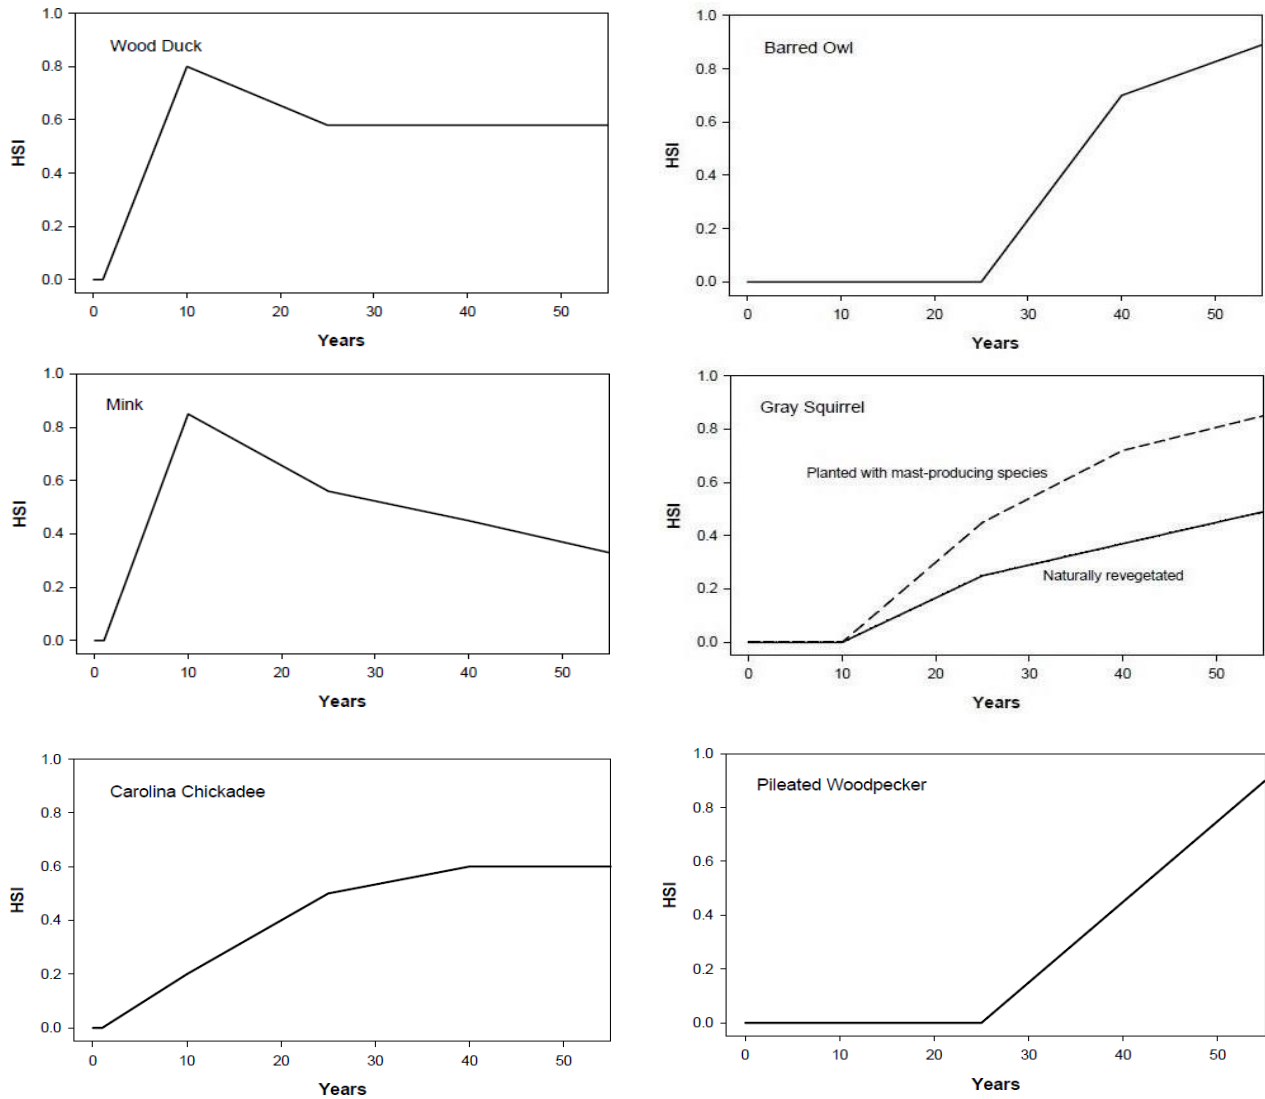 Wood Duck
HSI
1.0
0.8
0.6
0.4
0.2
0.0
0 10 20 30 40 50
Years
Barred Owl
HSI
1.0
0.8
0.6
0.4
0.2
0.0
0 10 20 30 40 50
Years
Mink
HSI
1.0
0.8
0.6
0.4
0.2
0.0
0 10 20 30 40 50
Years
Gray Squirrel
Planted with mast-producing species
Naturally revegetated
HSI
1.0
0.8
0.6
0.4
0.2
0.0
0 10 20 30 40 50
Years
Carolina Chickadee
HSI
1.0
0.8
0.6
0.4
0.2
0.0
0 10 20 30 40 50
Years
Pileated Woodpecker
HSI
1.0
0.8
0.6
0.4
0.2
0.0
0 10 20 30 40 50
Years